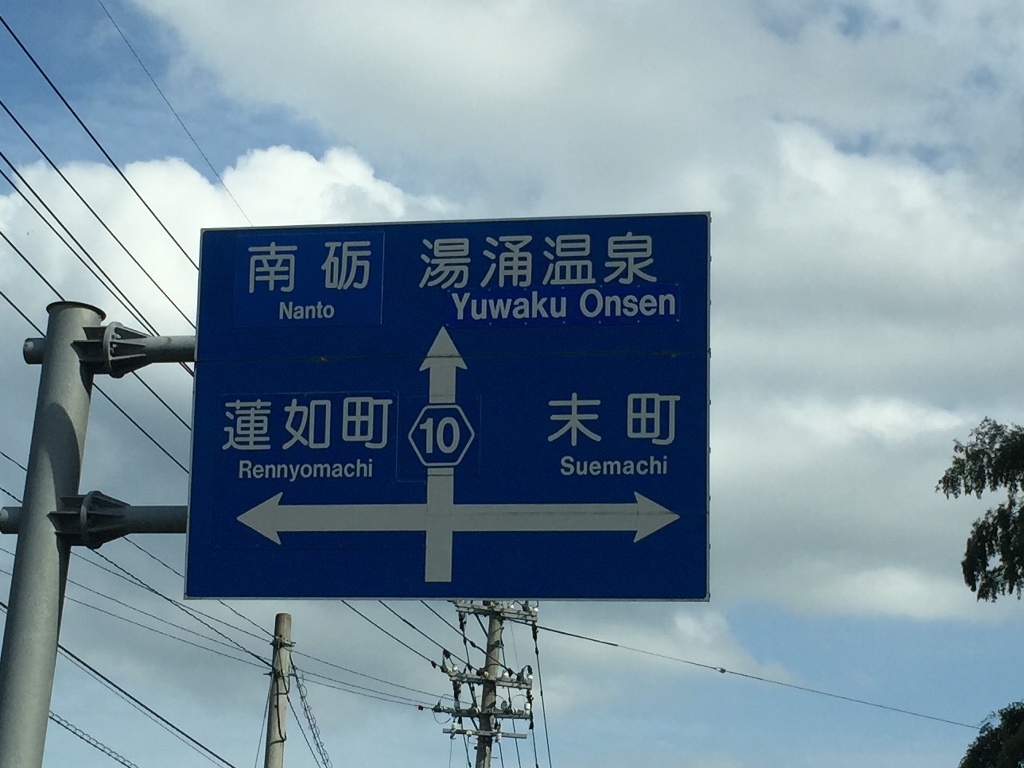 南砺
Nanto
湯涌温泉
Yuwaku Onsen
蓮如町
Rennyomachi
10
末町
Suemachi